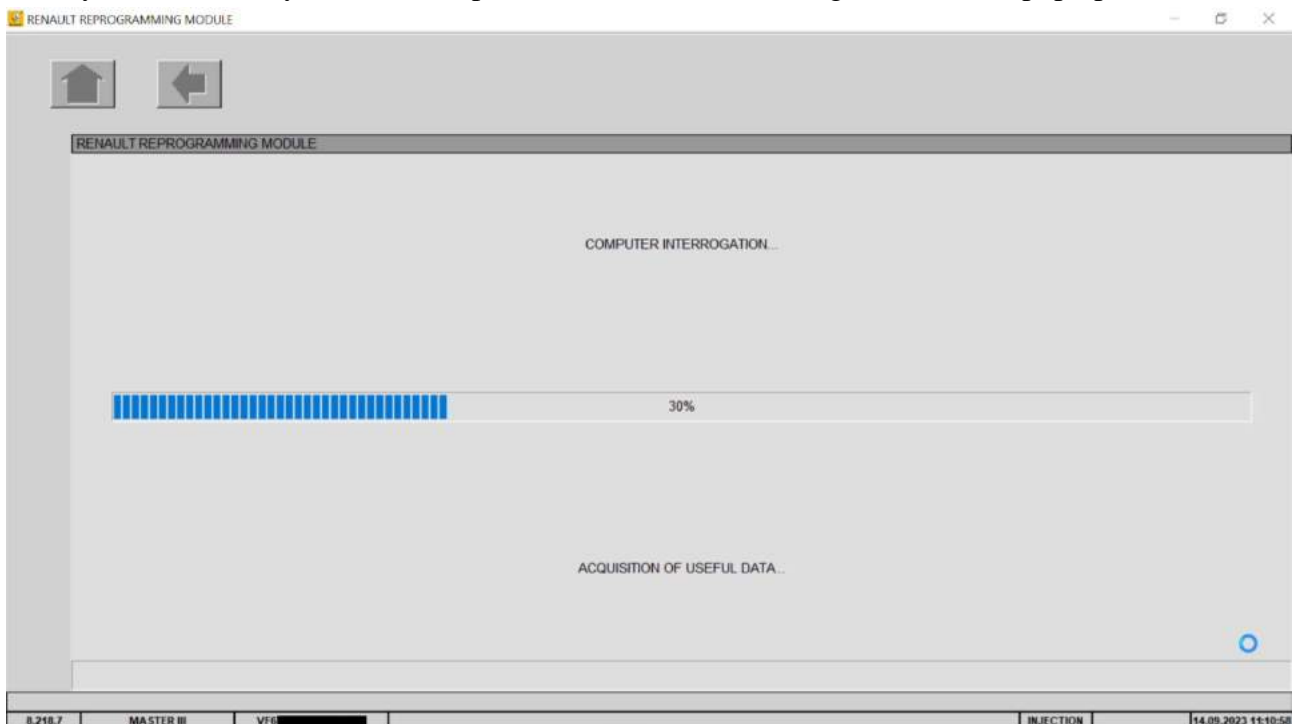 RENAULT REPROGRAMMING MODULE
RENAULT REPROGRAMMING MODULE
COMPUTER INTERROGATION...
30%
ACQUISITION OF USEFUL DATA...
8.218.7 MASTER III VF6 INJECTION 14.09.2023 11:10:58